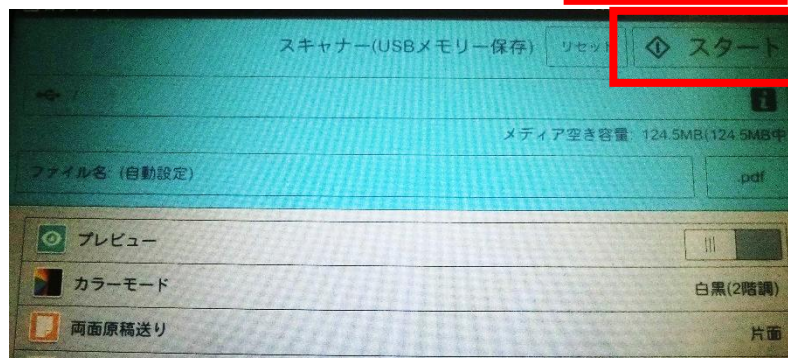 スキャナー(USBメモリー保存) リセット スタート
/
メディア空き容量: 124.5MB(124.5MB中
ファイル名: (自動設定) .pdf
プレビュー
カラーモード 白黒(2階調)
両面原稿送り 片面